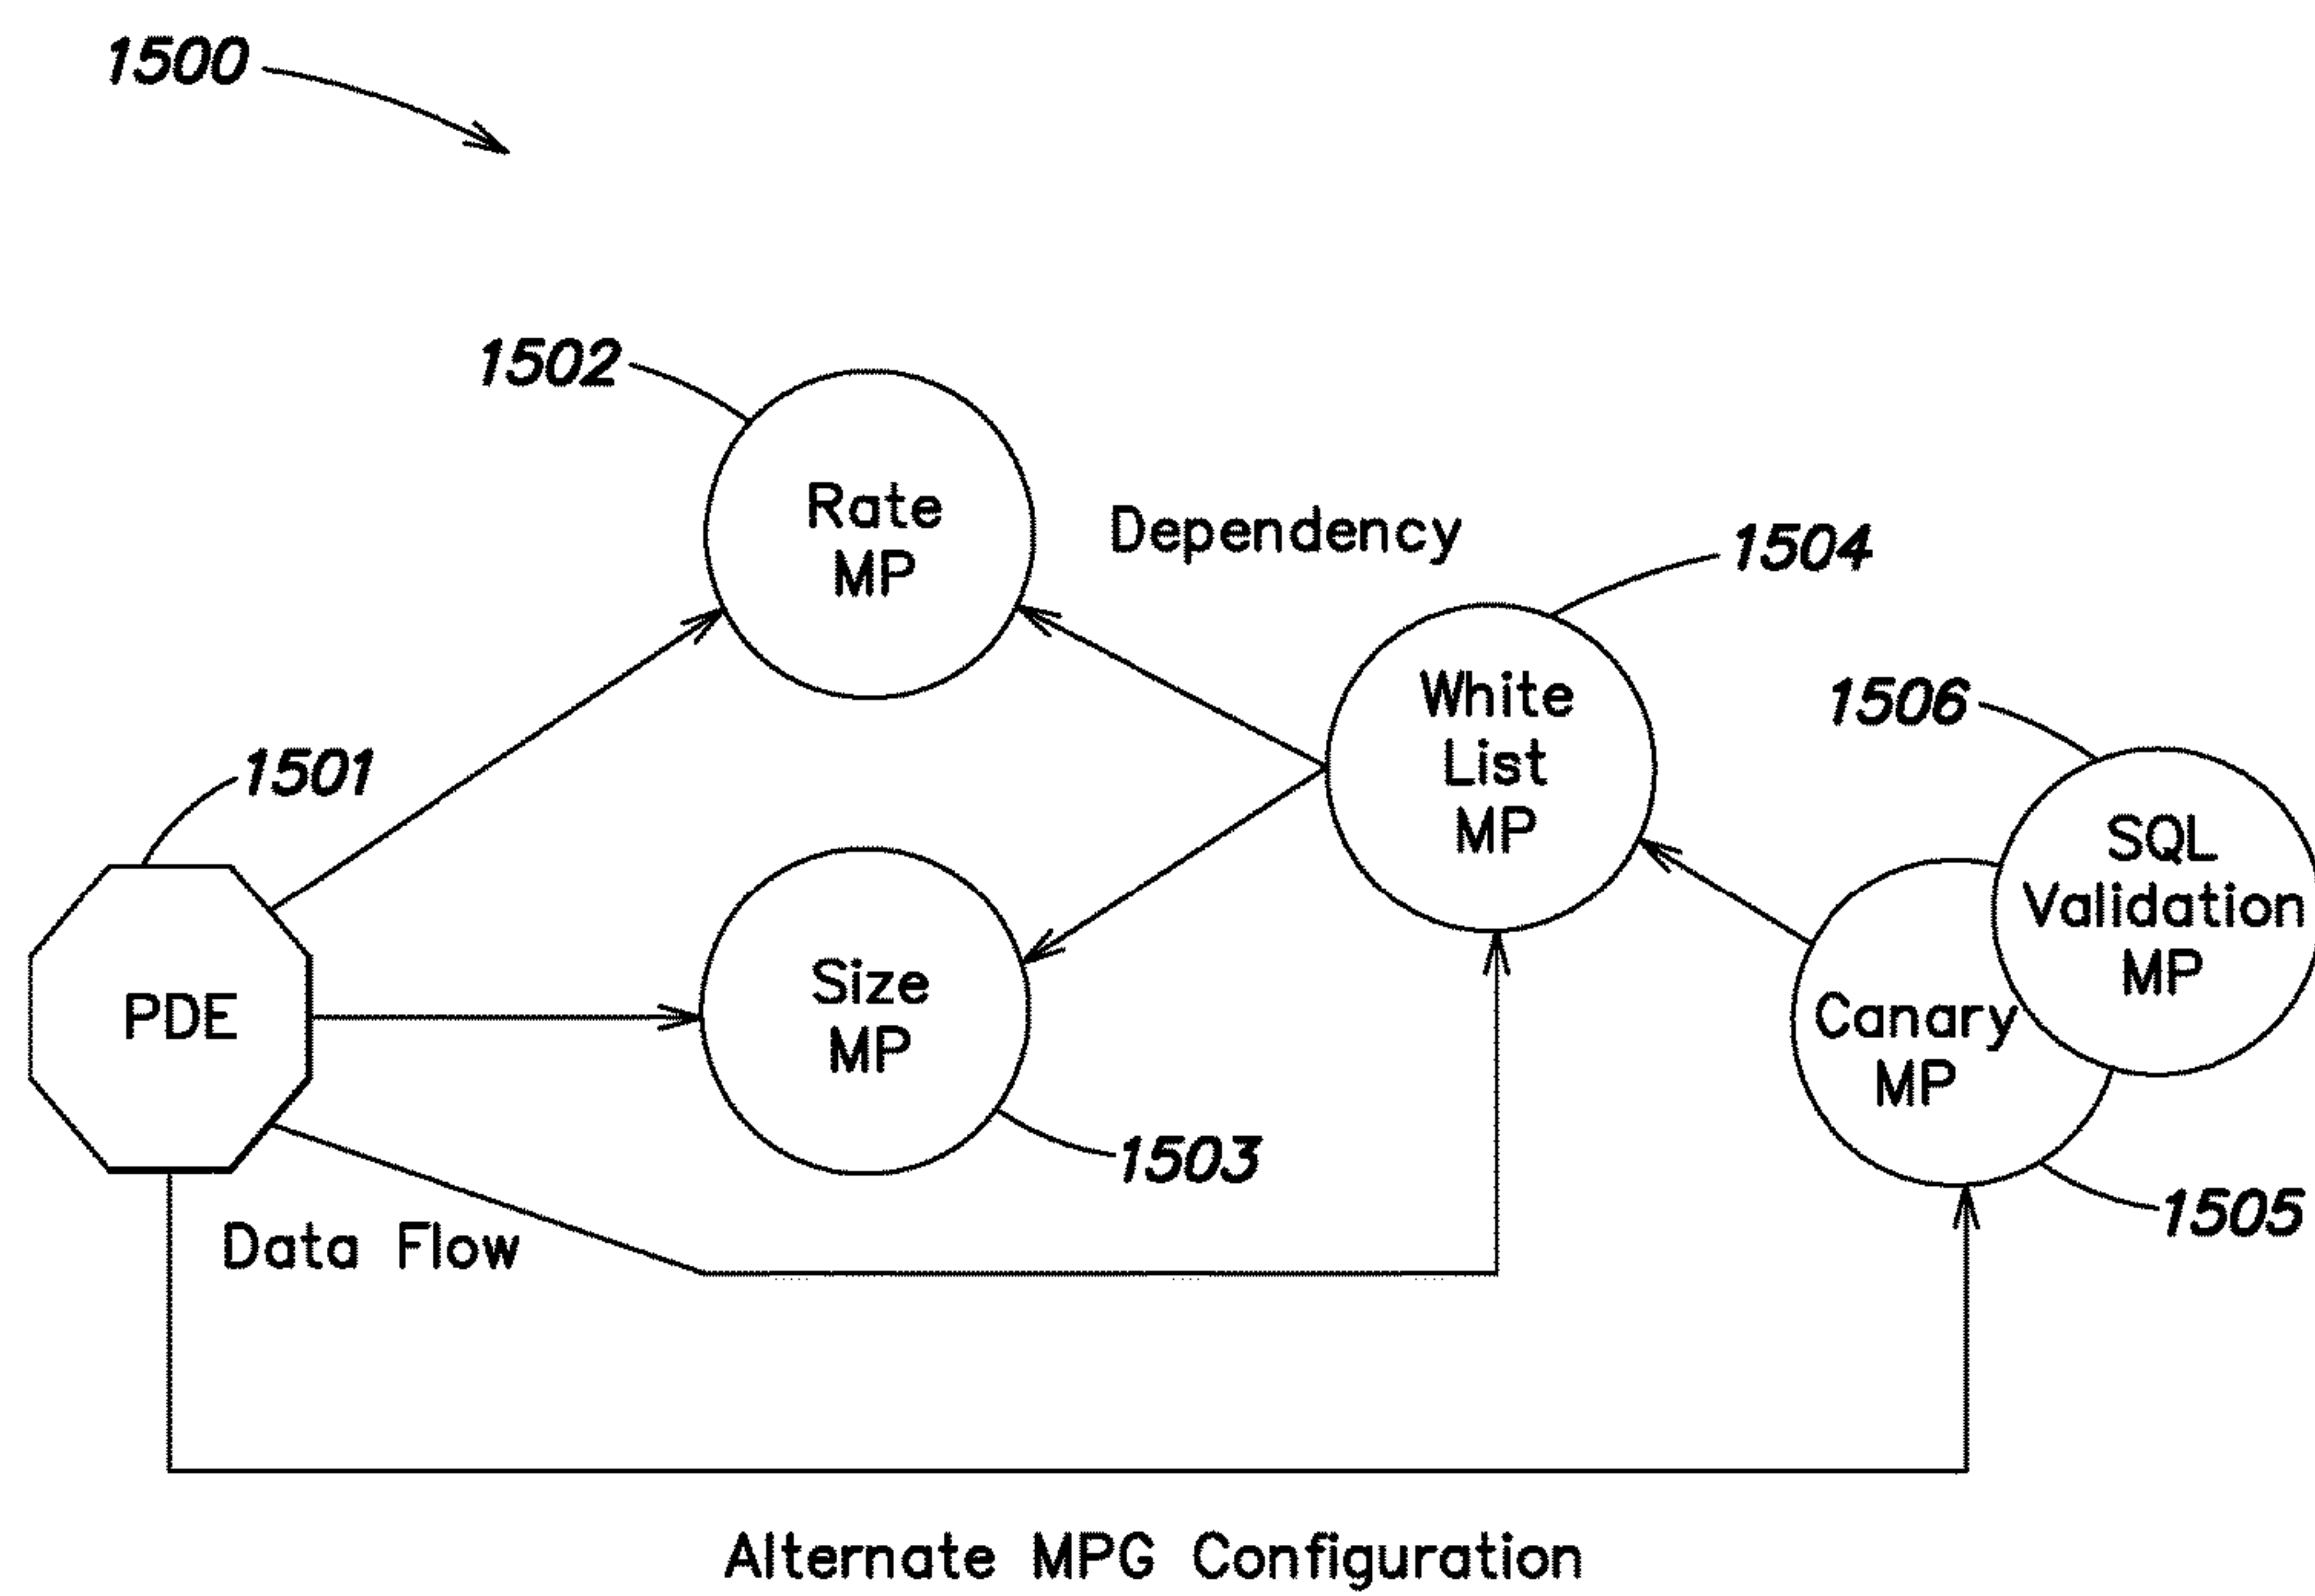 1500
1502
Rate
MP
Dependency
1504
White
List
MP
1506
SQL
Validation
MP
1501
PDE
Size
MP
Canary
MP
1503
1505
Data Flow
Alternate MPG Configuration